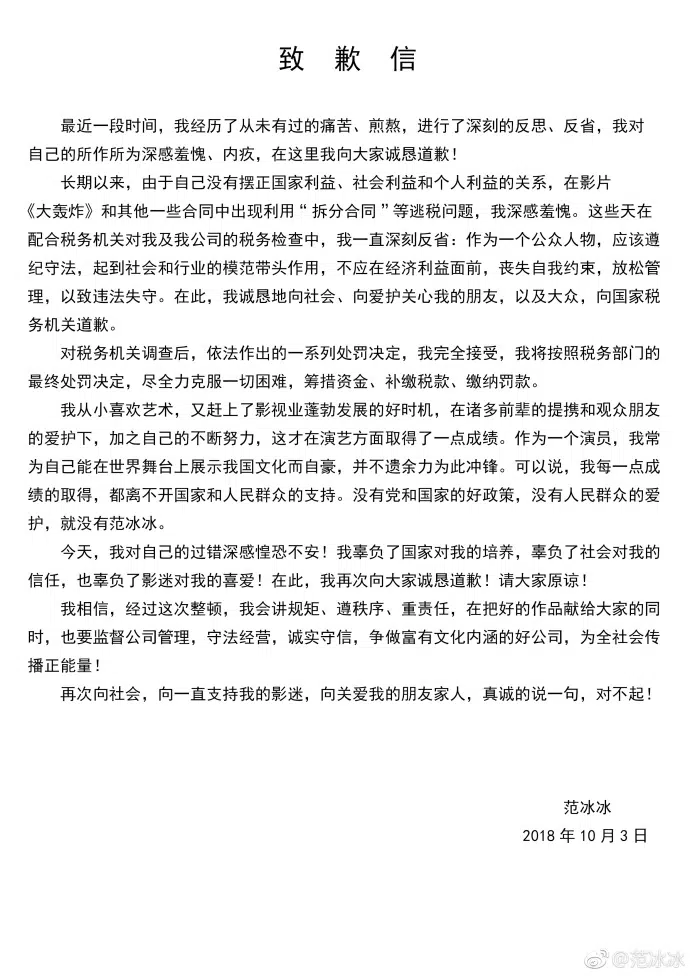 致 歉 信
最近一段时间，我经历了从未有过的痛苦、煎熬，进行了深刻的反思、反省，我对
自己的所作所为深感羞愧、内疚，在这里我向大家诚恳道歉！
长期以来，由于自己没有摆正国家利益、社会利益和个人利益的关系，在影片
《大轰炸》和其他一些合同中出现利用“拆分合同”等逃税问题，我深感羞愧。这些天在
配合税务机关对我及我公司的税务检查中，我一直深刻反省：作为一个公众人物，应该遵
纪守法，起到社会和行业的模范带头作用，不应在经济利益面前，丧失自我约束，放松管
理，以致违法失守。在此，我诚恳地向社会、向爱护关心我的朋友，以及大众，向国家税
务机关道歉。
对税务机关调查后，依法作出的一系列处罚决定，我完全接受，我将按照税务部门的
最终处罚决定，尽全力克服一切困难，筹措资金、补缴税款、缴纳罚款。
我从小喜欢艺术，又赶上了影视业蓬勃发展的好时机，在诸多前辈的提携和观众朋友
的爱护下，加之自己的不断努力，这才在演艺方面取得了一点成绩。作为一个演员，我常
为自己能在世界舞台上展示我国文化而自豪，并不遗余力为此冲锋。可以说，我每一点成
绩的取得，都离不开国家和人民群众的支持。没有党和国家的好政策，没有人民群众的爱
护，就没有范冰冰。
今天，我对自己的过错深感惶恐不安！我辜负了国家对我的培养，辜负了社会对我的
信任，也辜负了影迷对我的喜爱！在此，我再次向大家诚恳道歉！请大家原谅！
我相信，经过这次整顿，我会讲规矩、遵秩序、重责任，在把好的作品献给大家的同
时，也要监督公司管理，守法经营，诚实守信，争做富有文化内涵的好公司，为全社会传
播正能量！
再次向社会，向一直支持我的影迷，向关爱我的朋友家人，真诚的说一句，对不起！
范冰冰
2018 年 10 月 3 日
@范冰冰